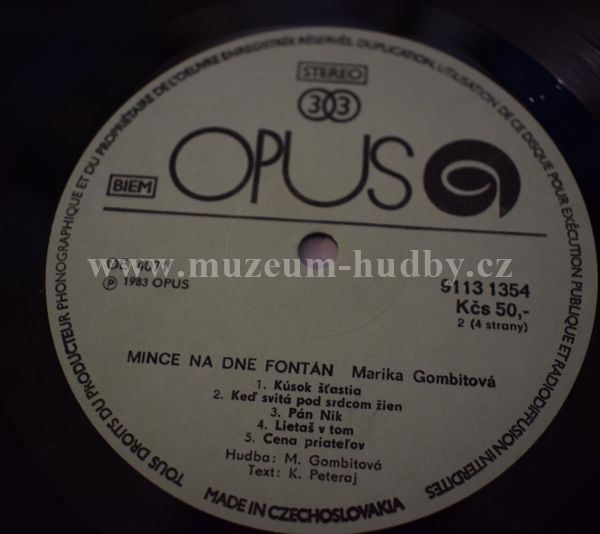 TOUS DROITS DU PRODUCTEUR PHONOGRAPHIQUE ET DU PROPRIÉTAIRE DE L'OEUVRE ENREGISTRÉE RÉSERVÉS. DUPLICATION, UTILISATION DE CE DISQUE POUR EXÉCUTION PUBLIQUE ET RADIODIFFUSION INTERDITES
STEREO
33
OPUS
BIEM
www.muzeum-hudby.cz
9113 1354
Ⓟ 1983 OPUS
Kčs 50,-
2 (4 strany)
MINCE NA DNE FONTÁN Marika Gombitová
1. Kúsok šťastia
2. Keď svitá pod srdcom žien
3. Pán Nik
4. Lietaš v tom
5. Cena priateľov
Hudba: M. Gombitová
Text: K. Peteraj
MADE IN CZECHOSLOVAKIA